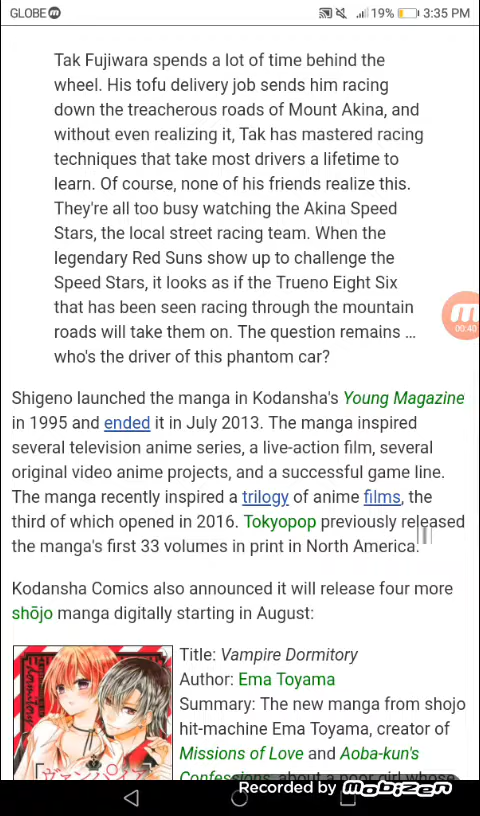 GLOBE
19%
3:35 PM
Tak Fujiwara spends a lot of time behind the
wheel. His tofu delivery job sends him racing
down the treacherous roads of Mount Akina, and
without even realizing it, Tak has mastered racing
techniques that take most drivers a lifetime to
learn. Of course, none of his friends realize this.
They're all too busy watching the Akina Speed
Stars, the local street racing team. When the
legendary Red Suns show up to challenge the
Speed Stars, it looks as if the Trueno Eight Six
that has been seen racing through the mountain
roads will take them on. The question remains ...
who's the driver of this phantom car?
00:40
Shigeno launched the manga in Kodansha's Young Magazine
in 1995 and ended it in July 2013. The manga inspired
several television anime series, a live-action film, several
original video anime projects, and a successful game line.
The manga recently inspired a trilogy of anime films, the
third of which opened in 2016. Tokyopop previously released
the manga's first 33 volumes in print in North America.
Kodansha Comics also announced it will release four more
shōjo manga digitally starting in August:
Title: Vampire Dormitory
Author: Ema Toyama
Summary: The new manga from shojo
hit-machine Ema Toyama, creator of
Missions of Love and Aoba-kun's
Confessions, about a poor girl whose
Recorded by Mobizen